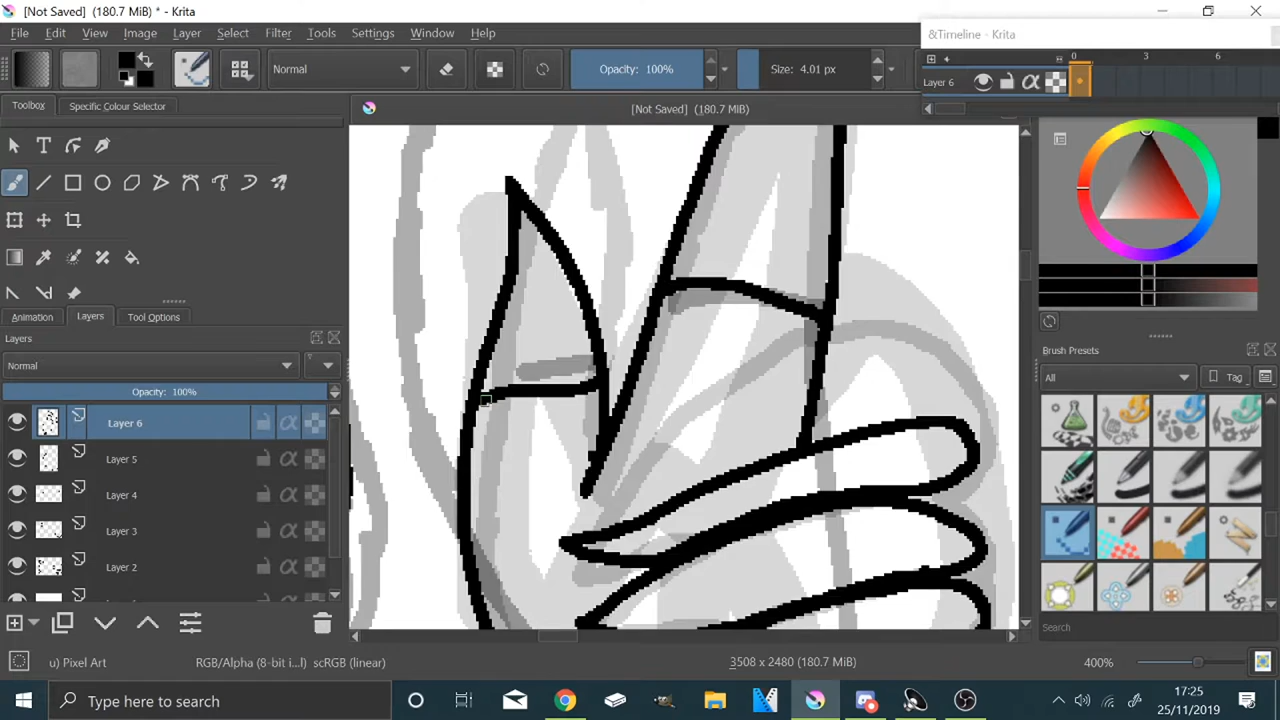 [Not Saved] (180.7 MiB) * - Krita
File Edit View Image Layer Select Filter Tools Settings Window Help
&Timeline - Krita
Normal
Opacity: 100%
Size: 4.01 px
0 3 6
Layer 6
Toolbox
Specific Colour Selector
[Not Saved] (180.7 MiB)
Animation
Layers
Tool Options
Layers
Normal
Opacity: 100%
Layer 6
Layer 5
Layer 4
Layer 3
Layer 2
Brush Presets
All
Tag
Search
u) Pixel Art
RGB/Alpha (8-bit i...l) scRGB (linear)
3508 x 2480 (180.7 MiB)
400%
Type here to search
17:25
25/11/2019